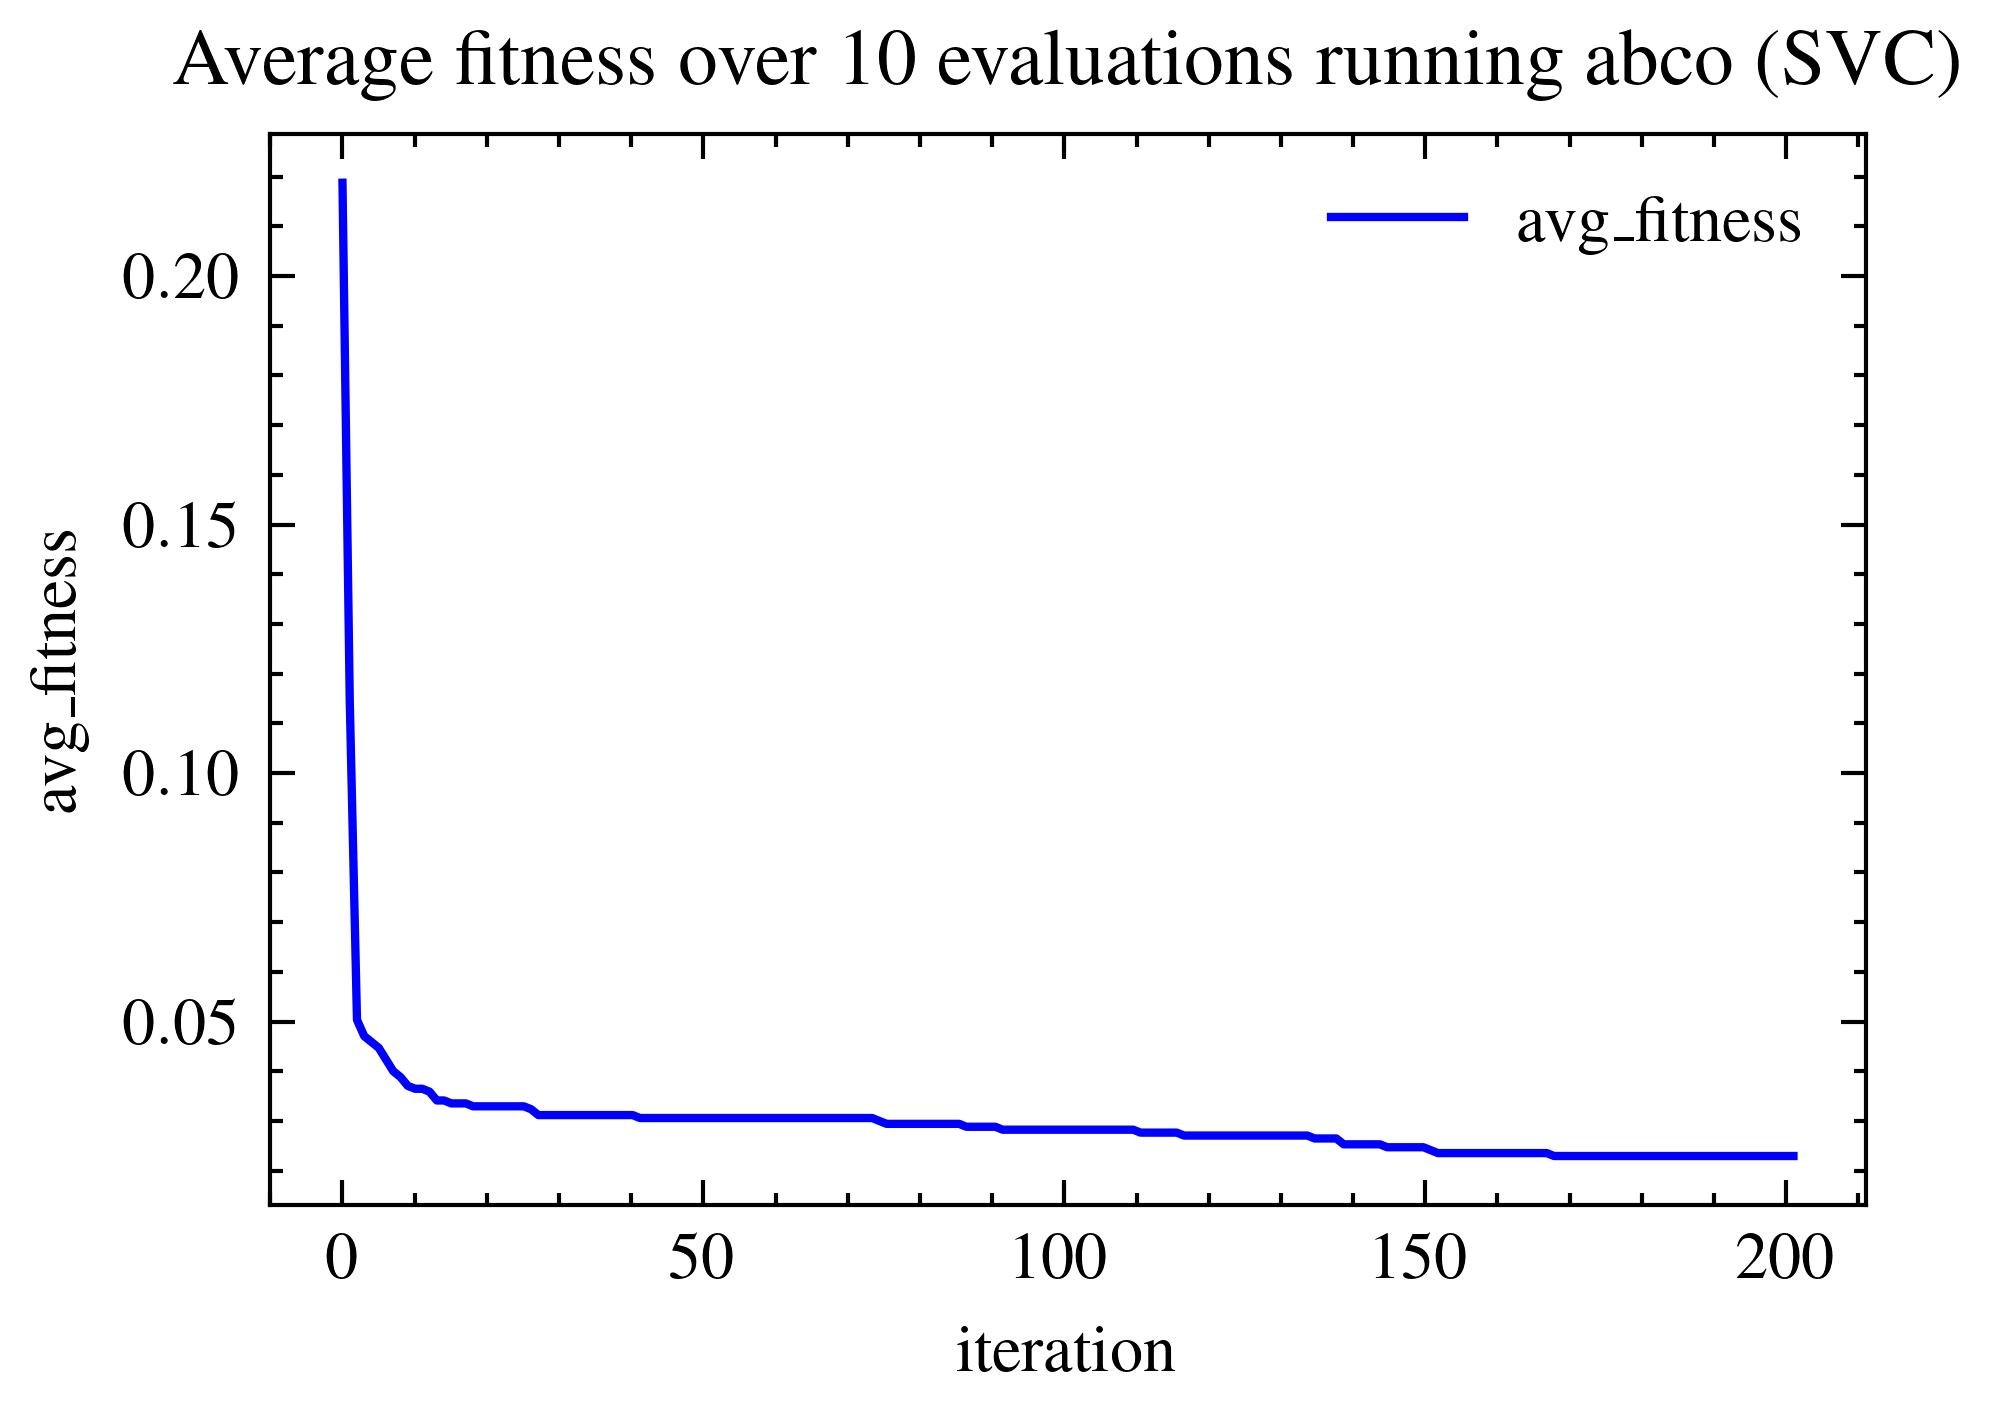 Average fitness over 10 evaluations running abco (SVC)
avg_fitness
0.20
0.15
0.10
0.05
avg_fitness
0 50 100 150 200
iteration